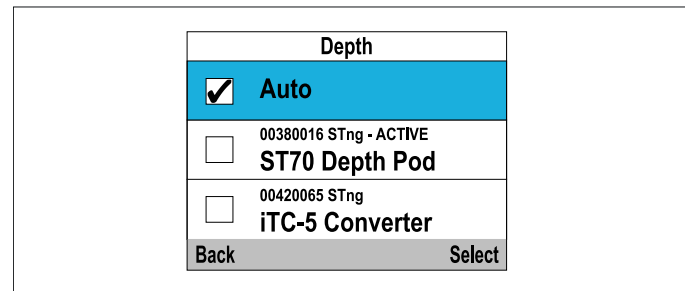 Depth
Auto
00380016 STng - ACTIVE
ST70 Depth Pod
00420065 STng
iTC-5 Converter
Back Select